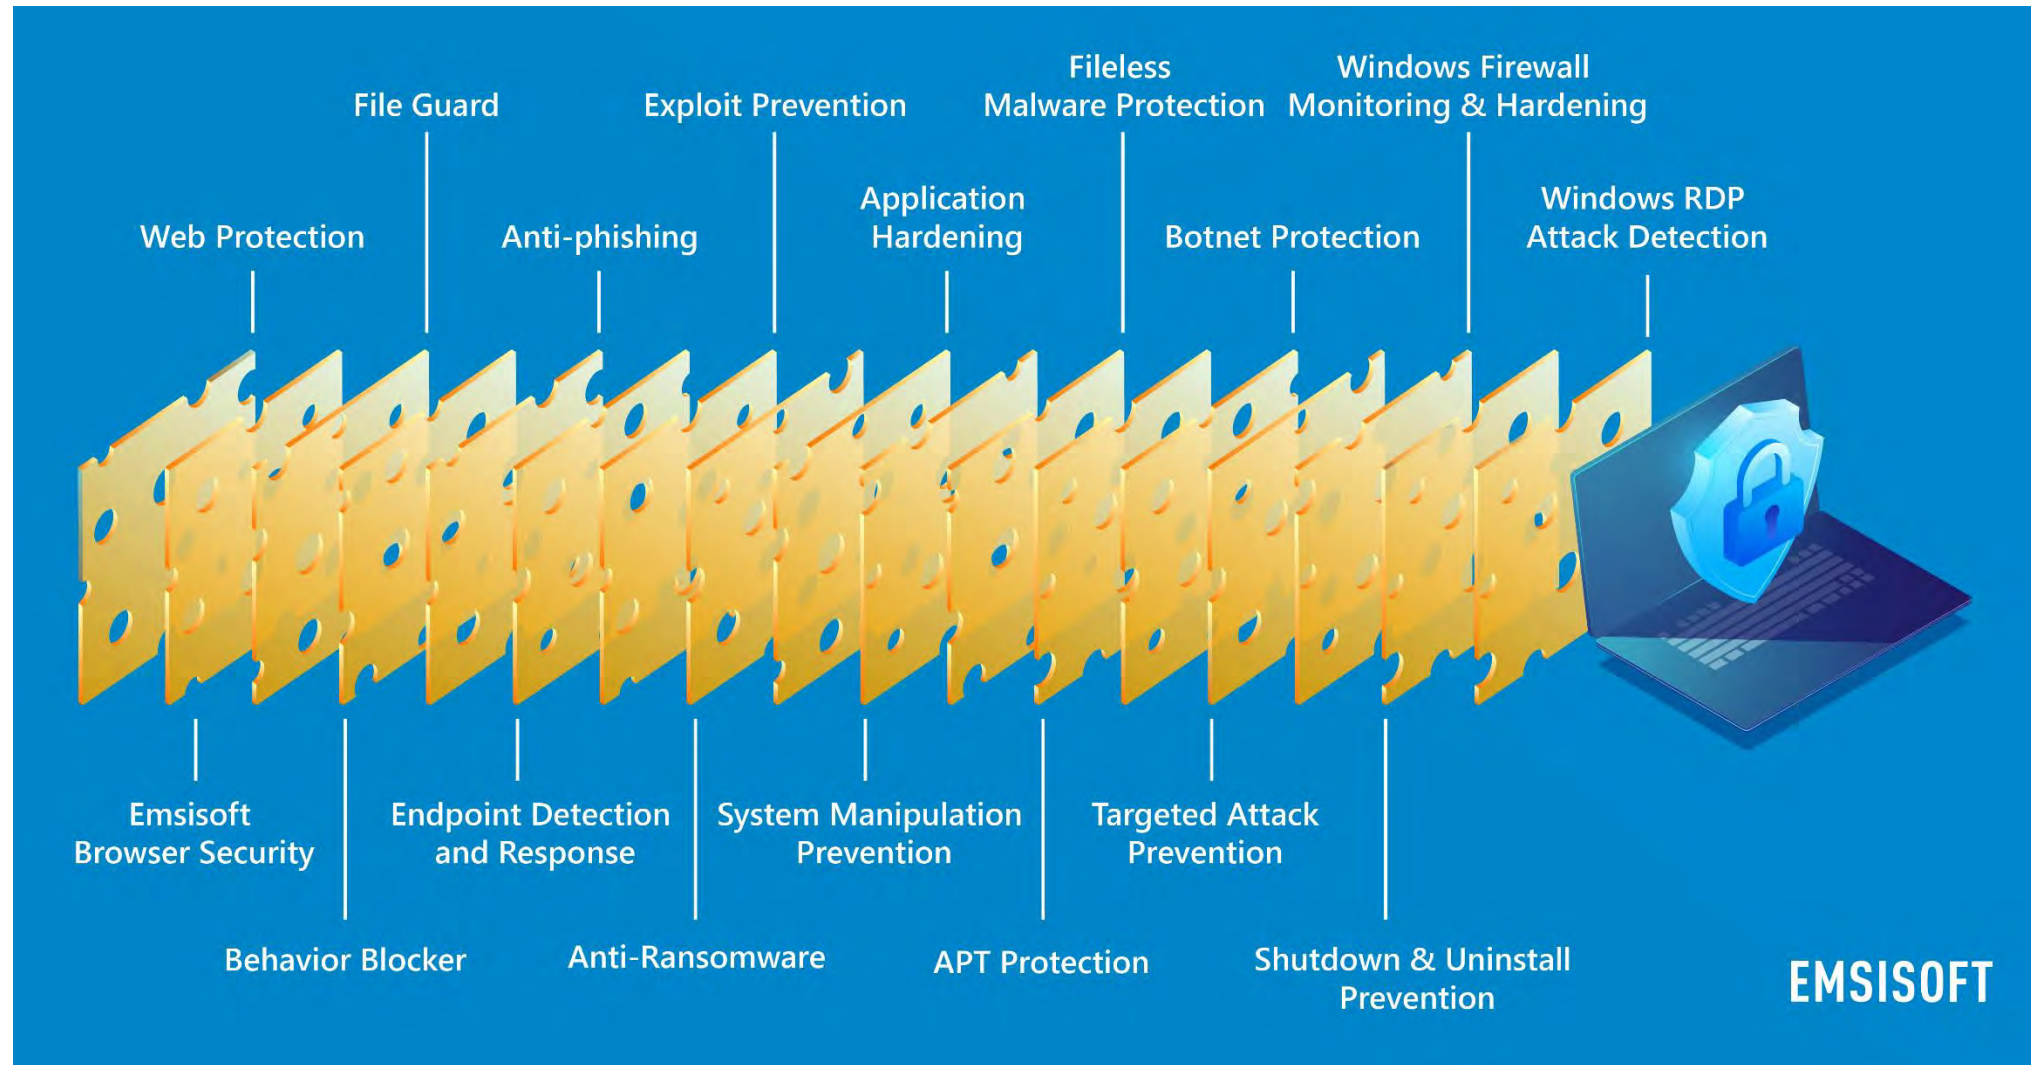 Fileless
Malware Protection
Windows Firewall
Monitoring & Hardening
File Guard
Exploit Prevention
Application
Hardening
Windows RDP
Attack Detection
Web Protection
Anti-phishing
Botnet Protection
Emsisoft
Browser Security
Endpoint Detection
and Response
System Manipulation
Prevention
Targeted Attack
Prevention
Behavior Blocker
Anti-Ransomware
APT Protection
Shutdown & Uninstall
Prevention
EMSISOFT